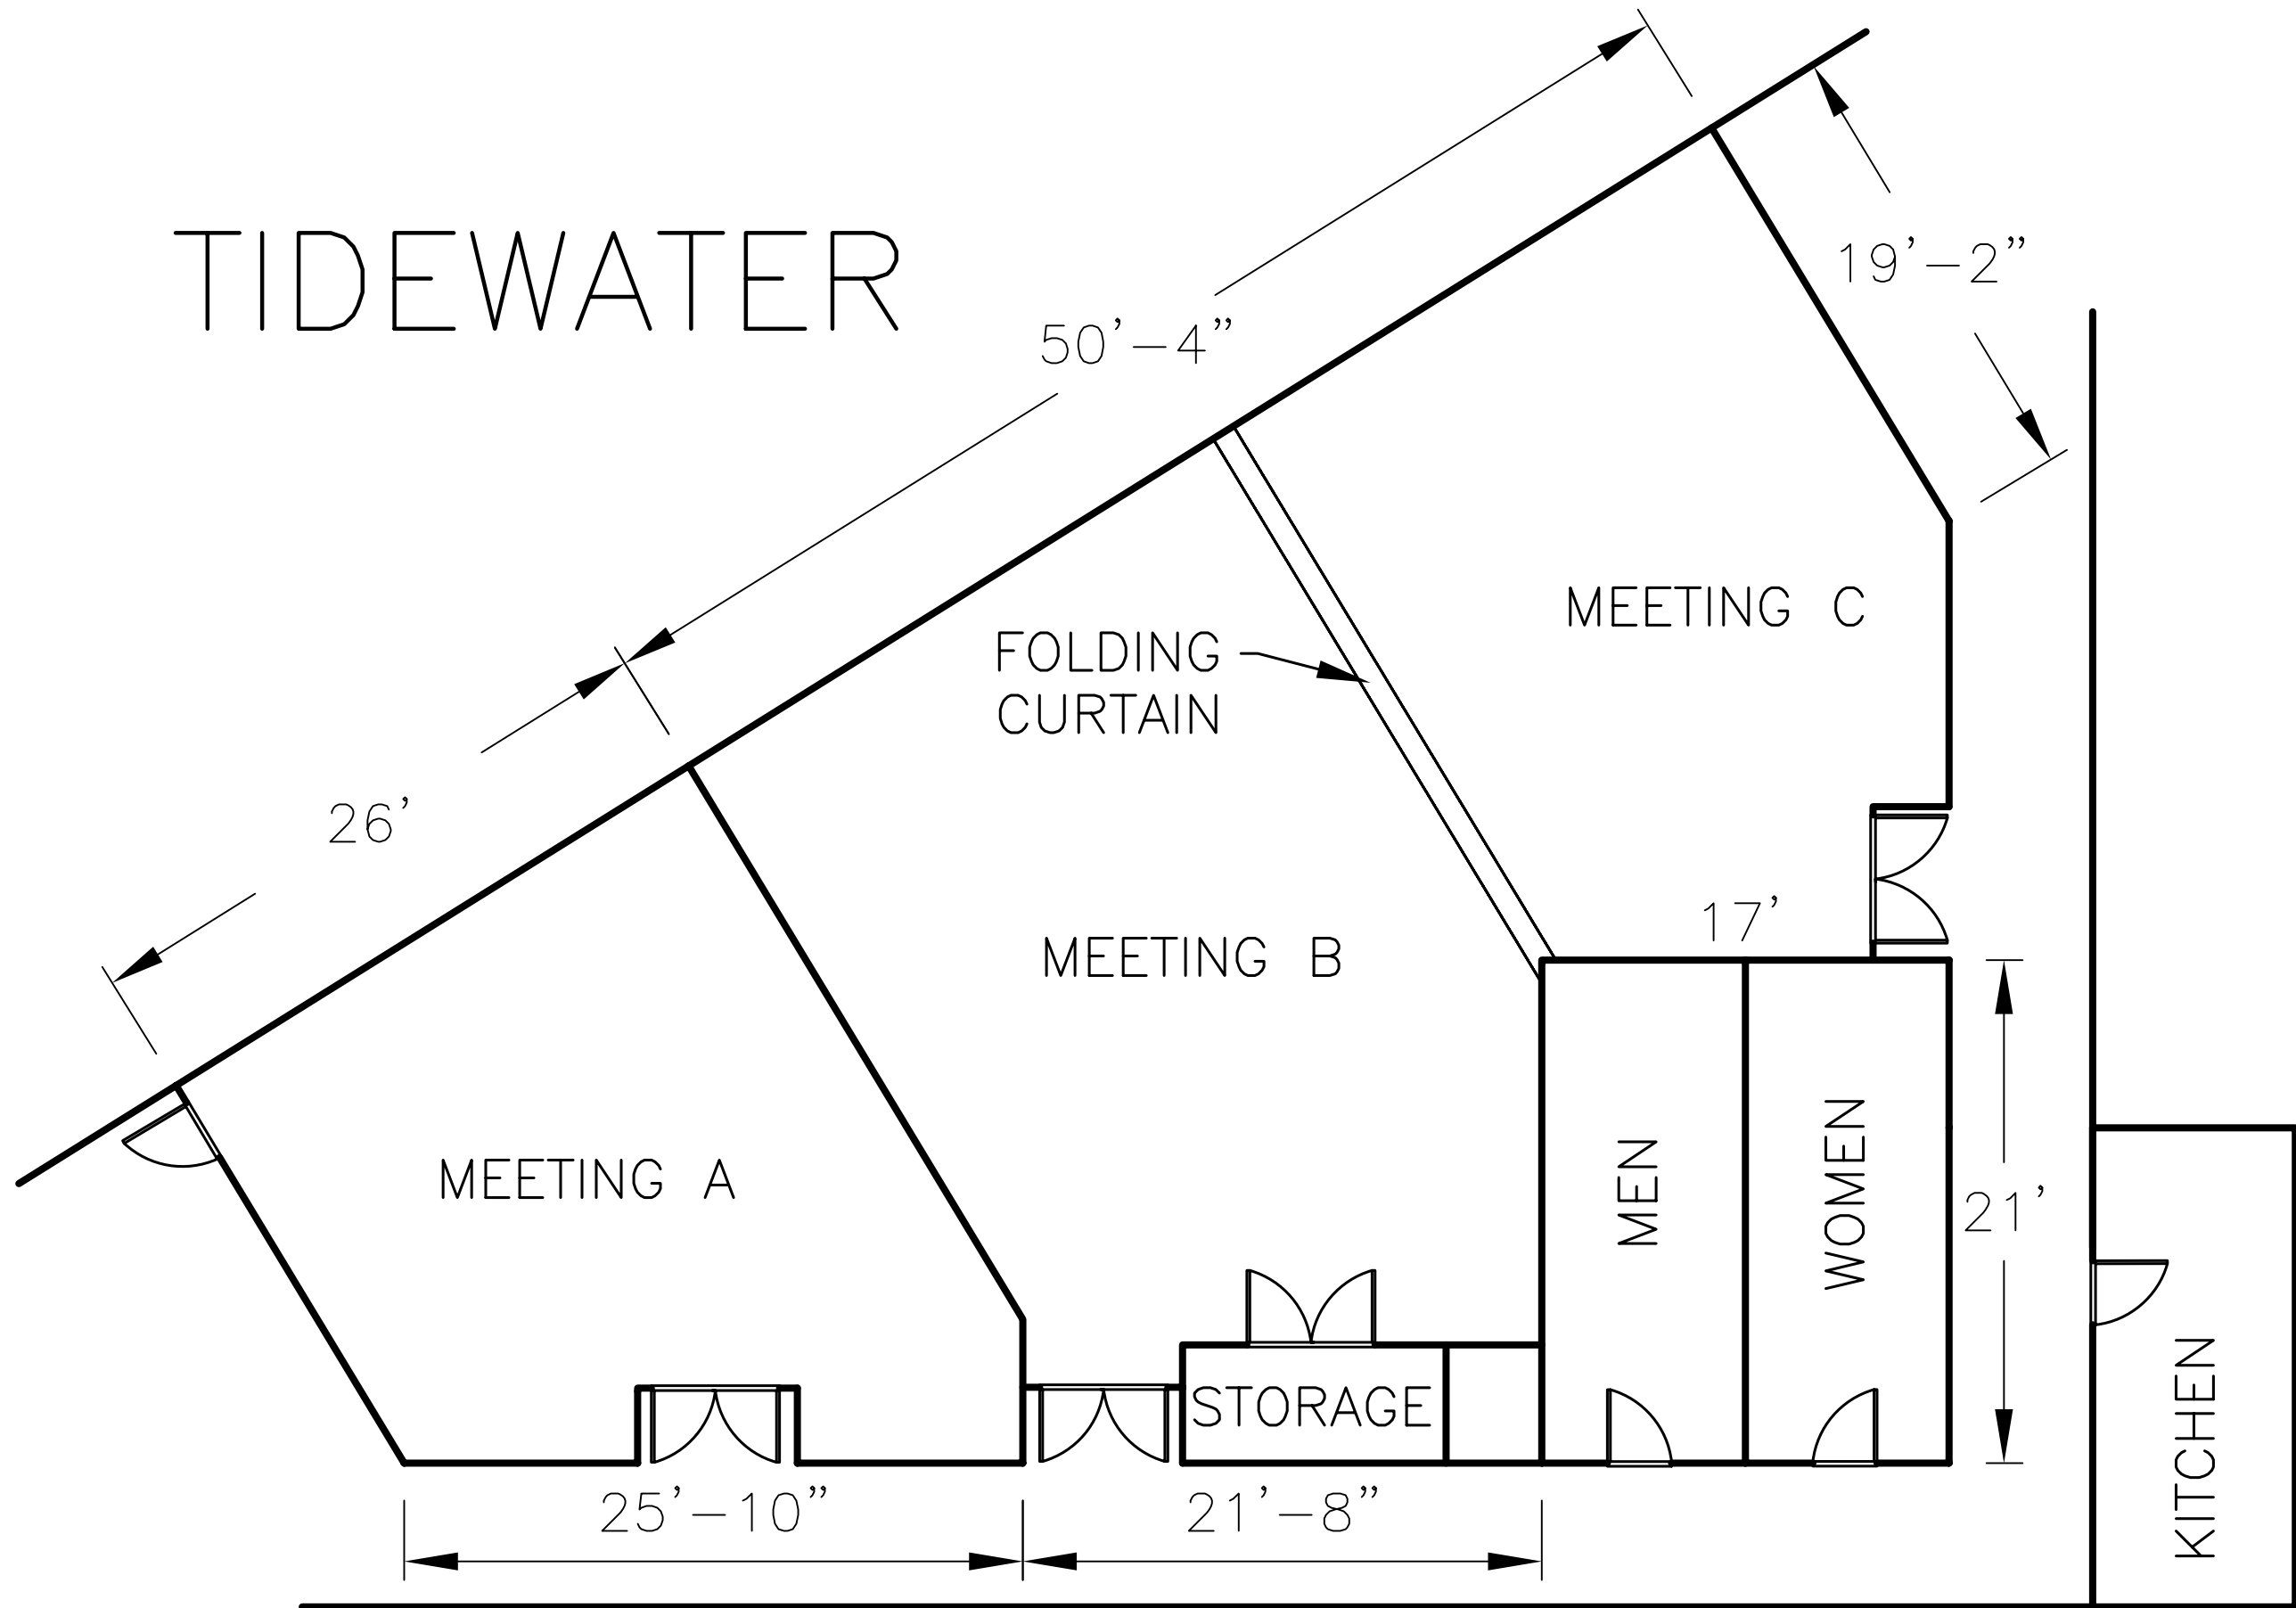 TIDEWATER
50'-4"
19'-2"
26'
FOLDING
CURTAIN
MEETING C
MEETING B
17'
MEETING A
MEN
WOMEN
21'
STORAGE
KITCHEN
25'-10"
21'-8"